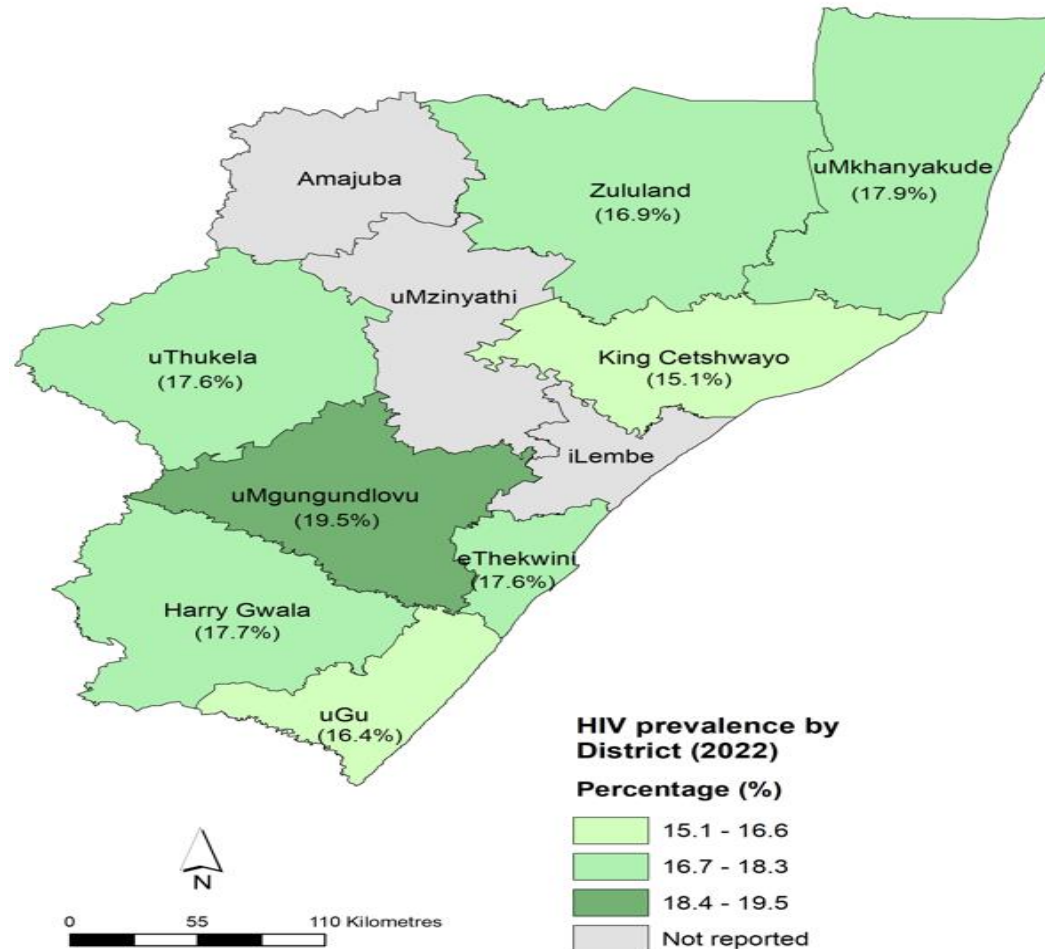 Amajuba
Zululand
(16.9%)
uMkhanyakude
(17.9%)
uMzinyathi
uThukela
(17.6%)
King Cetshwayo
(15.1%)
iLembe
uMgungundlovu
(19.5%)
eThekwini
(17.6%)
Harry Gwala
(17.7%)
uGu
(16.4%)
HIV prevalence by
District (2022)
Percentage (%)
15.1 - 16.6
16.7 - 18.3
18.4 - 19.5
Not reported
N
0 55 110 Kilometres